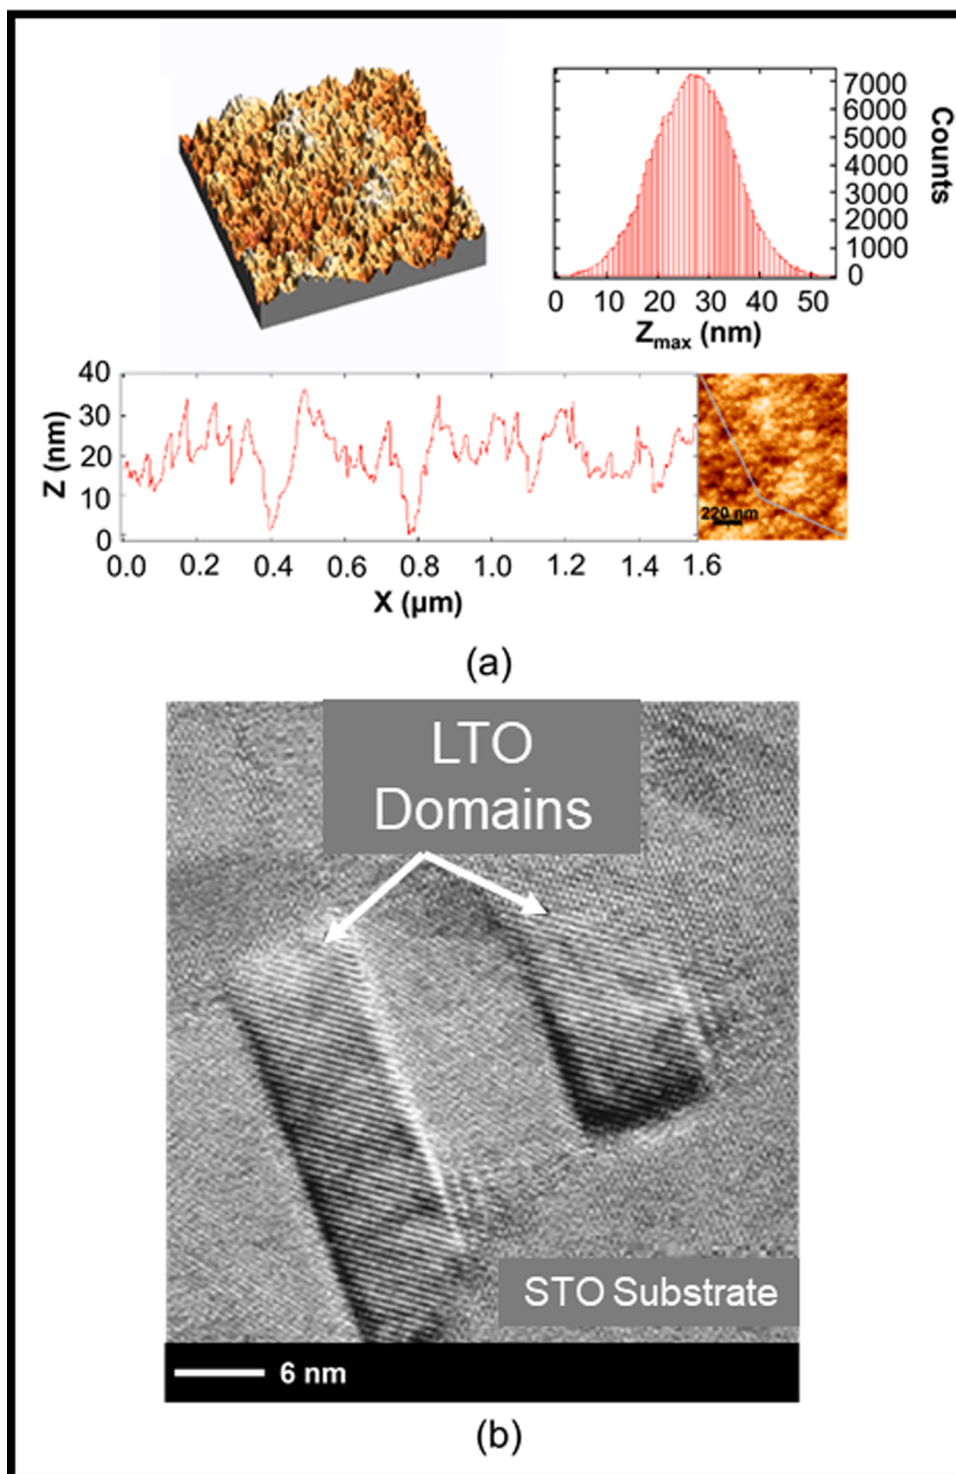 7000
6000
5000
4000
3000
2000
1000
0
Counts
0 10 20 30 40 50
Zmax (nm)
40
30
20
10
0
Z (nm)
220 nm
0.0 0.2 0.4 0.6 0.8 1.0 1.2 1.4 1.6
X (µm)
(a)
LTO
Domains
STO Substrate
6 nm
(b)